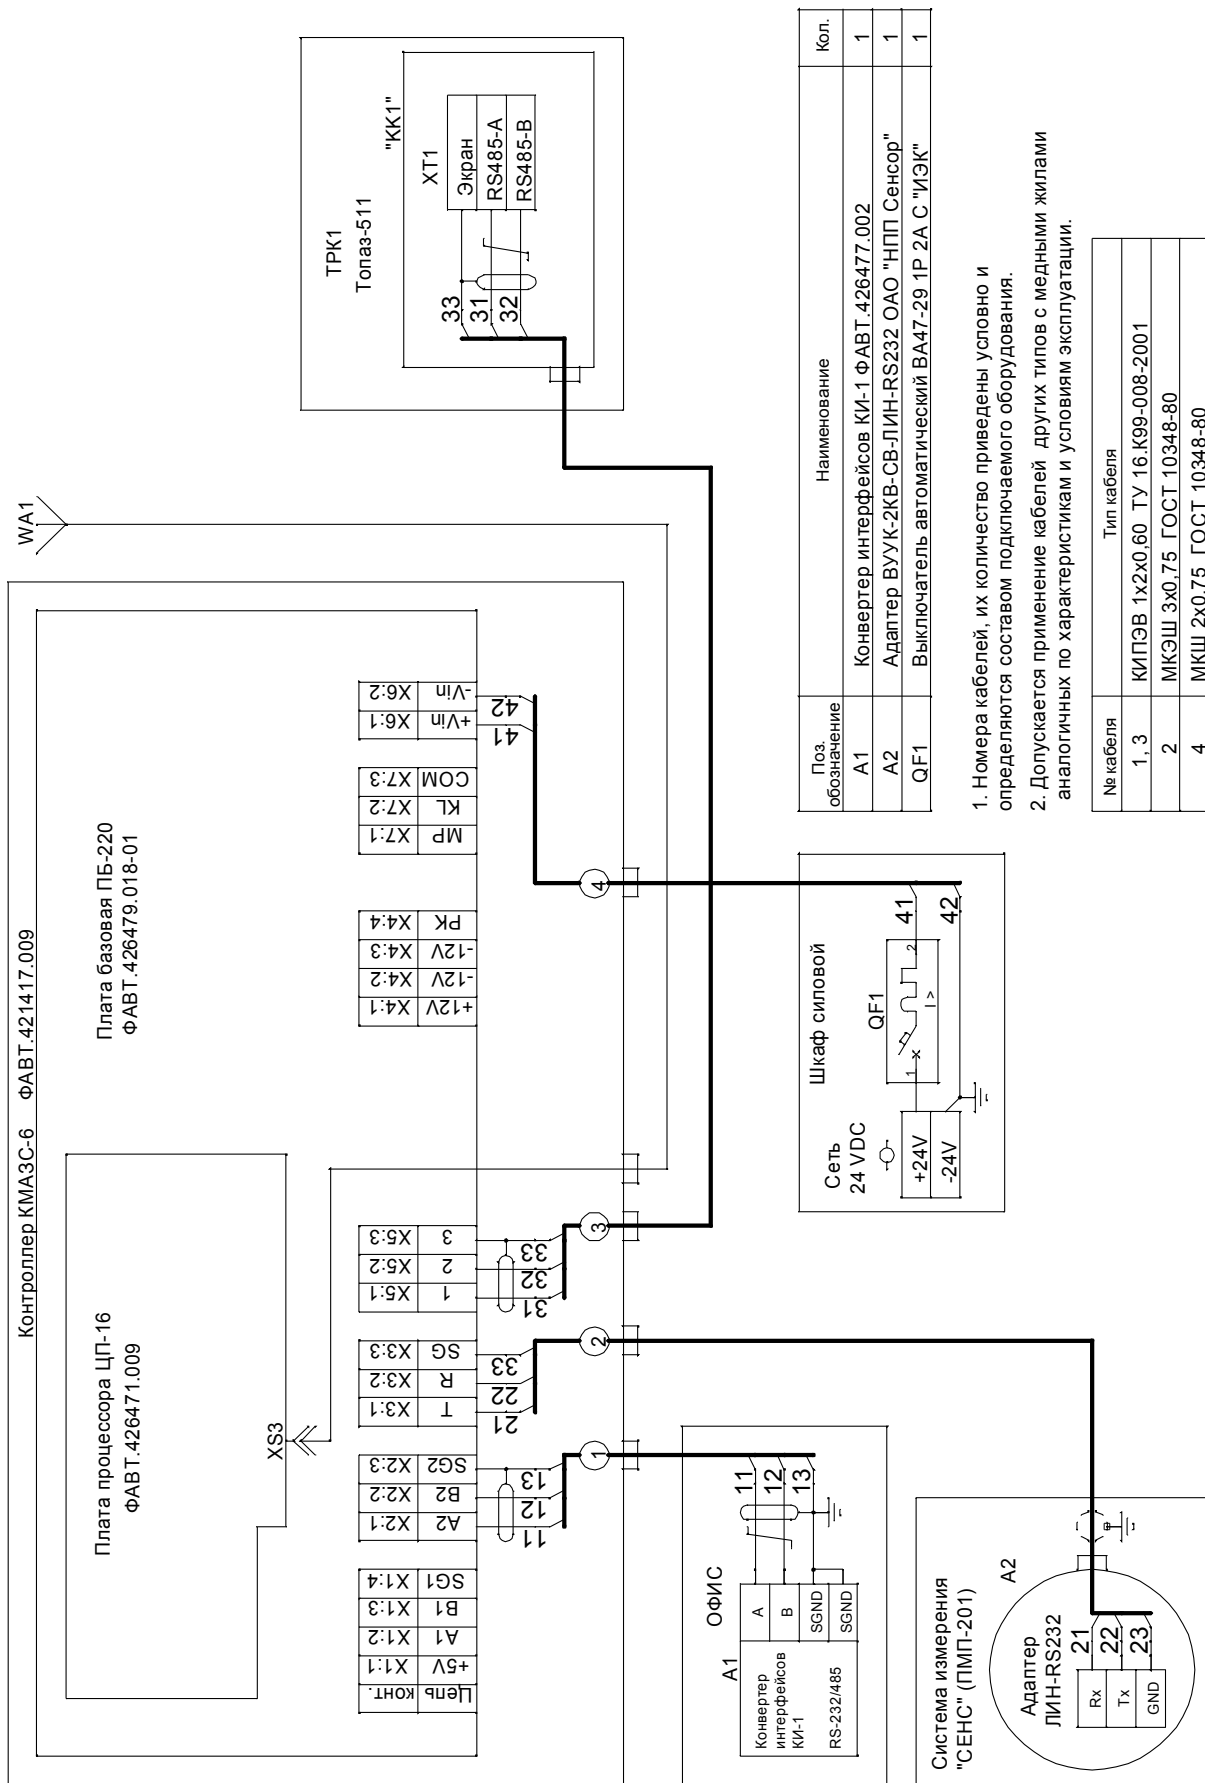 WA1
Контроллер КМАЗС-6 ФАВТ.421417.009
Плата процессора ЦП-16
ФАВТ.426471.009
Плата базовая ПБ-220
ФАВТ.426479.018-01
XS3
Цепь конт.
+5V X1:1
A1 X1:2
B1 X1:3
SG1 X1:4
A2 X2:1
B2 X2:2
SG2 X2:3
T X3:1
R X3:2
SG X3:3
1 X5:1
2 X5:2
3 X5:3
+12V X4:1
-12V X4:2
-12V X4:3
PK X4:4
MP X7:1
KL X7:2
COM X7:3
+Vin X6:1
-Vin X6:2
11
12
13
21
22
33
31
32
33
41
42
1
2
3
4
ТРК1
Топаз-511
"КК1"
XT1
Экран
RS485-A
RS485-B
33
31
32
ОФИС
A1
Конвертер
интерфейсов
КИ-1
RS-232/485
A
B
SGND
SGND
11
12
13
Система измерения
"СЕНС" (ПМП-201)
A2
Адаптер
ЛИН-RS232
Rx
Tx
GND
21
22
23
Шкаф силовой
Сеть
24 VDC
+24V
-24V
QF1
1
2
I >
41
42
Поз. обозначение Наименование Кол.
A1 Конвертер интерфейсов КИ-1 ФАВТ.426477.002 1
A2 Адаптер ВУУК-2КВ-СВ-ЛИН-RS232 ОАО "НПП Сенсор" 1
QF1 Выключатель автоматический ВА47-29 1Р 2А С "ИЭК" 1
1. Номера кабелей, их количество приведены условно и
определяются составом подключаемого оборудования.
2. Допускается применение кабелей других типов с медными жилами
аналогичных по характеристикам и условиям эксплуатации.
№ кабеля Тип кабеля
1, 3 КИПЭВ 1х2х0,60 ТУ 16.К99-008-2001
2 МКЭШ 3х0,75 ГОСТ 10348-80
4 МКШ 2х0,75 ГОСТ 10348-80